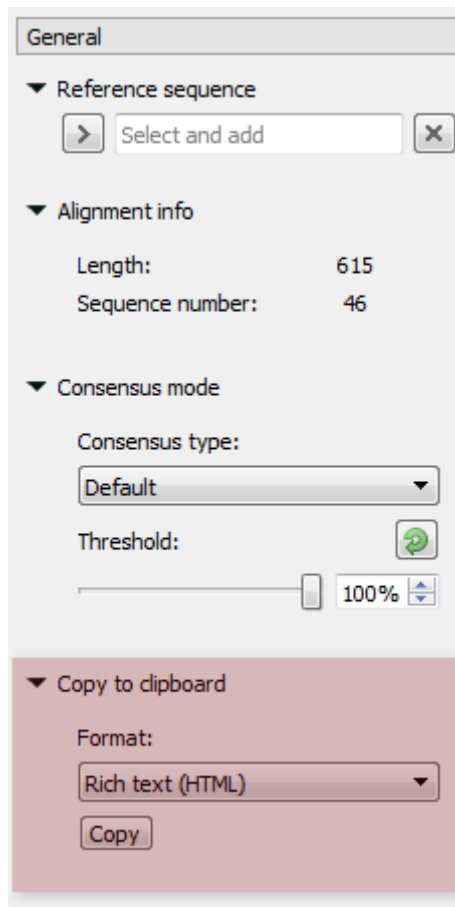 General
Reference sequence
Select and add
Alignment info
Length: 615
Sequence number: 46
Consensus mode
Consensus type:
Default
Threshold:
100%
Copy to clipboard
Format:
Rich text (HTML)
Copy